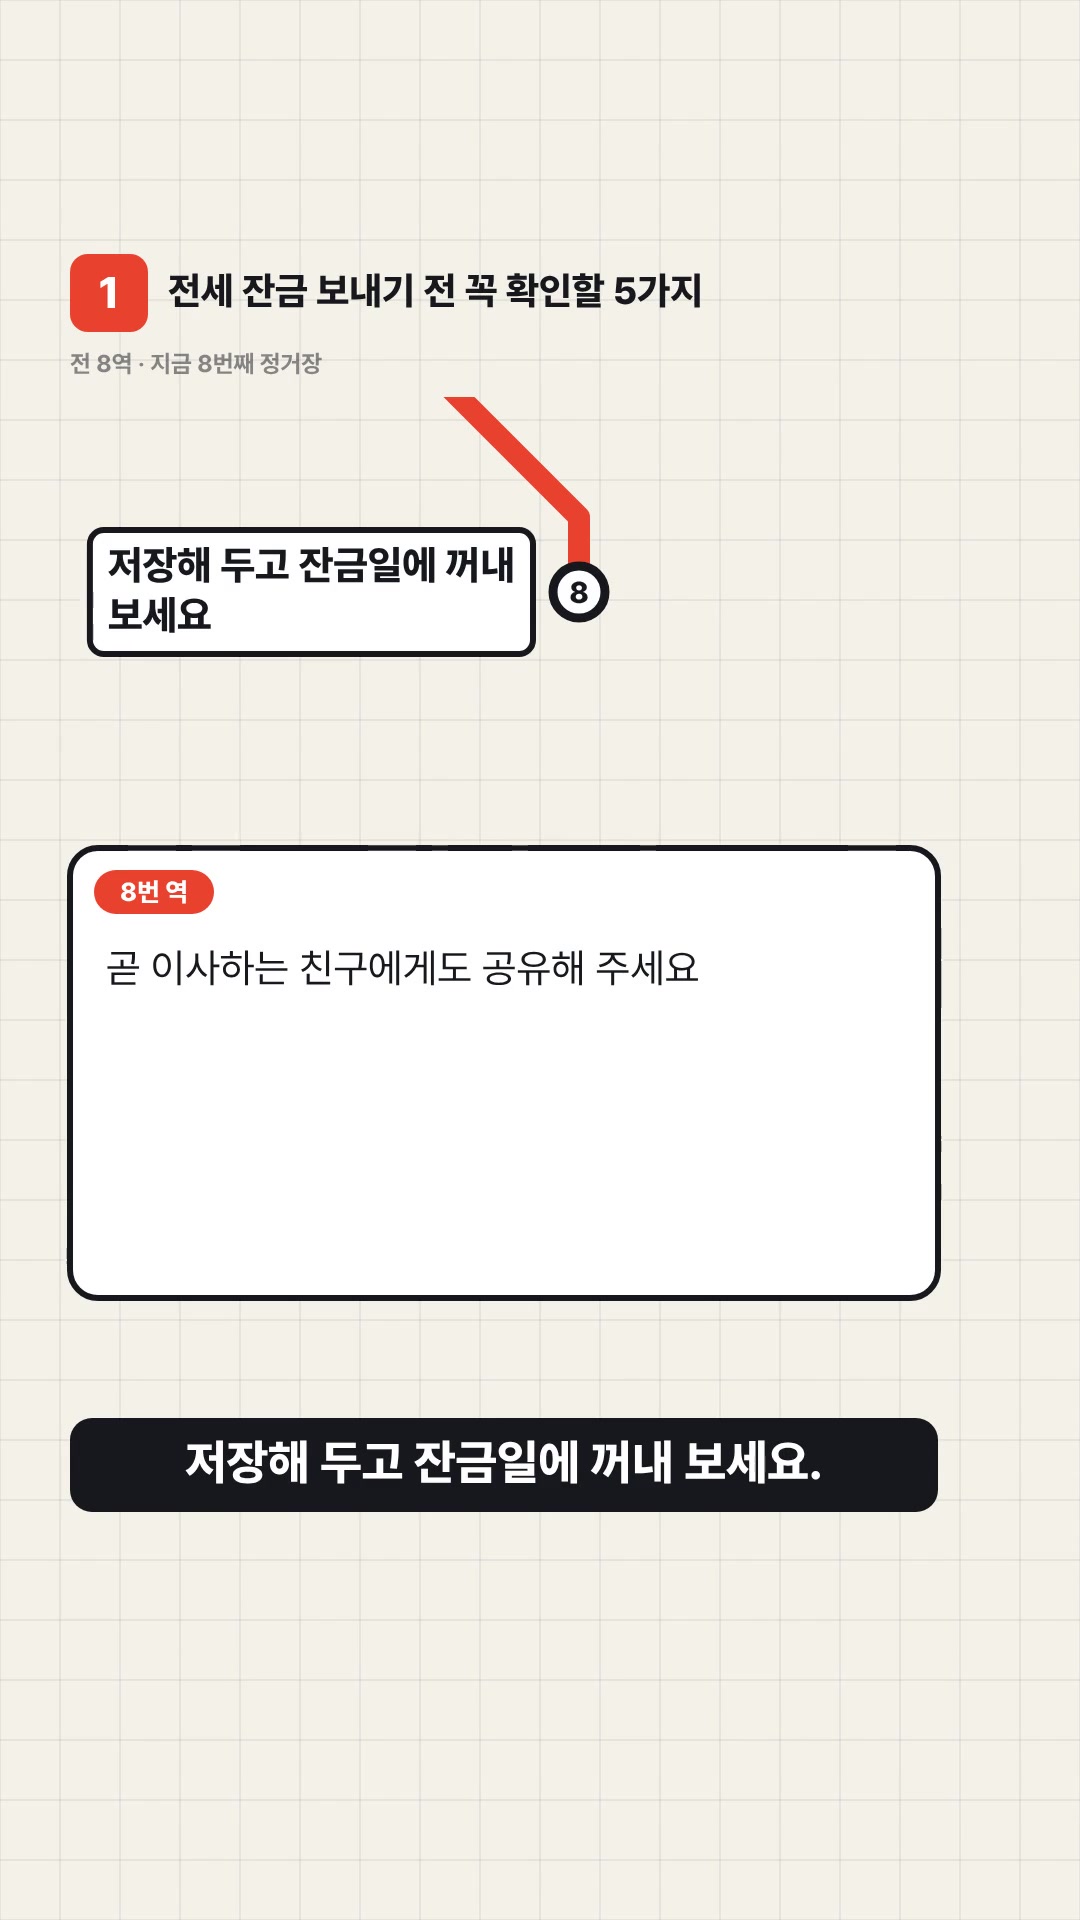 1
전세 잔금 보내기 전 꼭 확인할 5가지
전 8역 · 지금 8번째 정거장
저장해 두고 잔금일에 꺼내
보세요
8
8번 역
곧 이사하는 친구에게도 공유해 주세요
저장해 두고 잔금일에 꺼내 보세요.